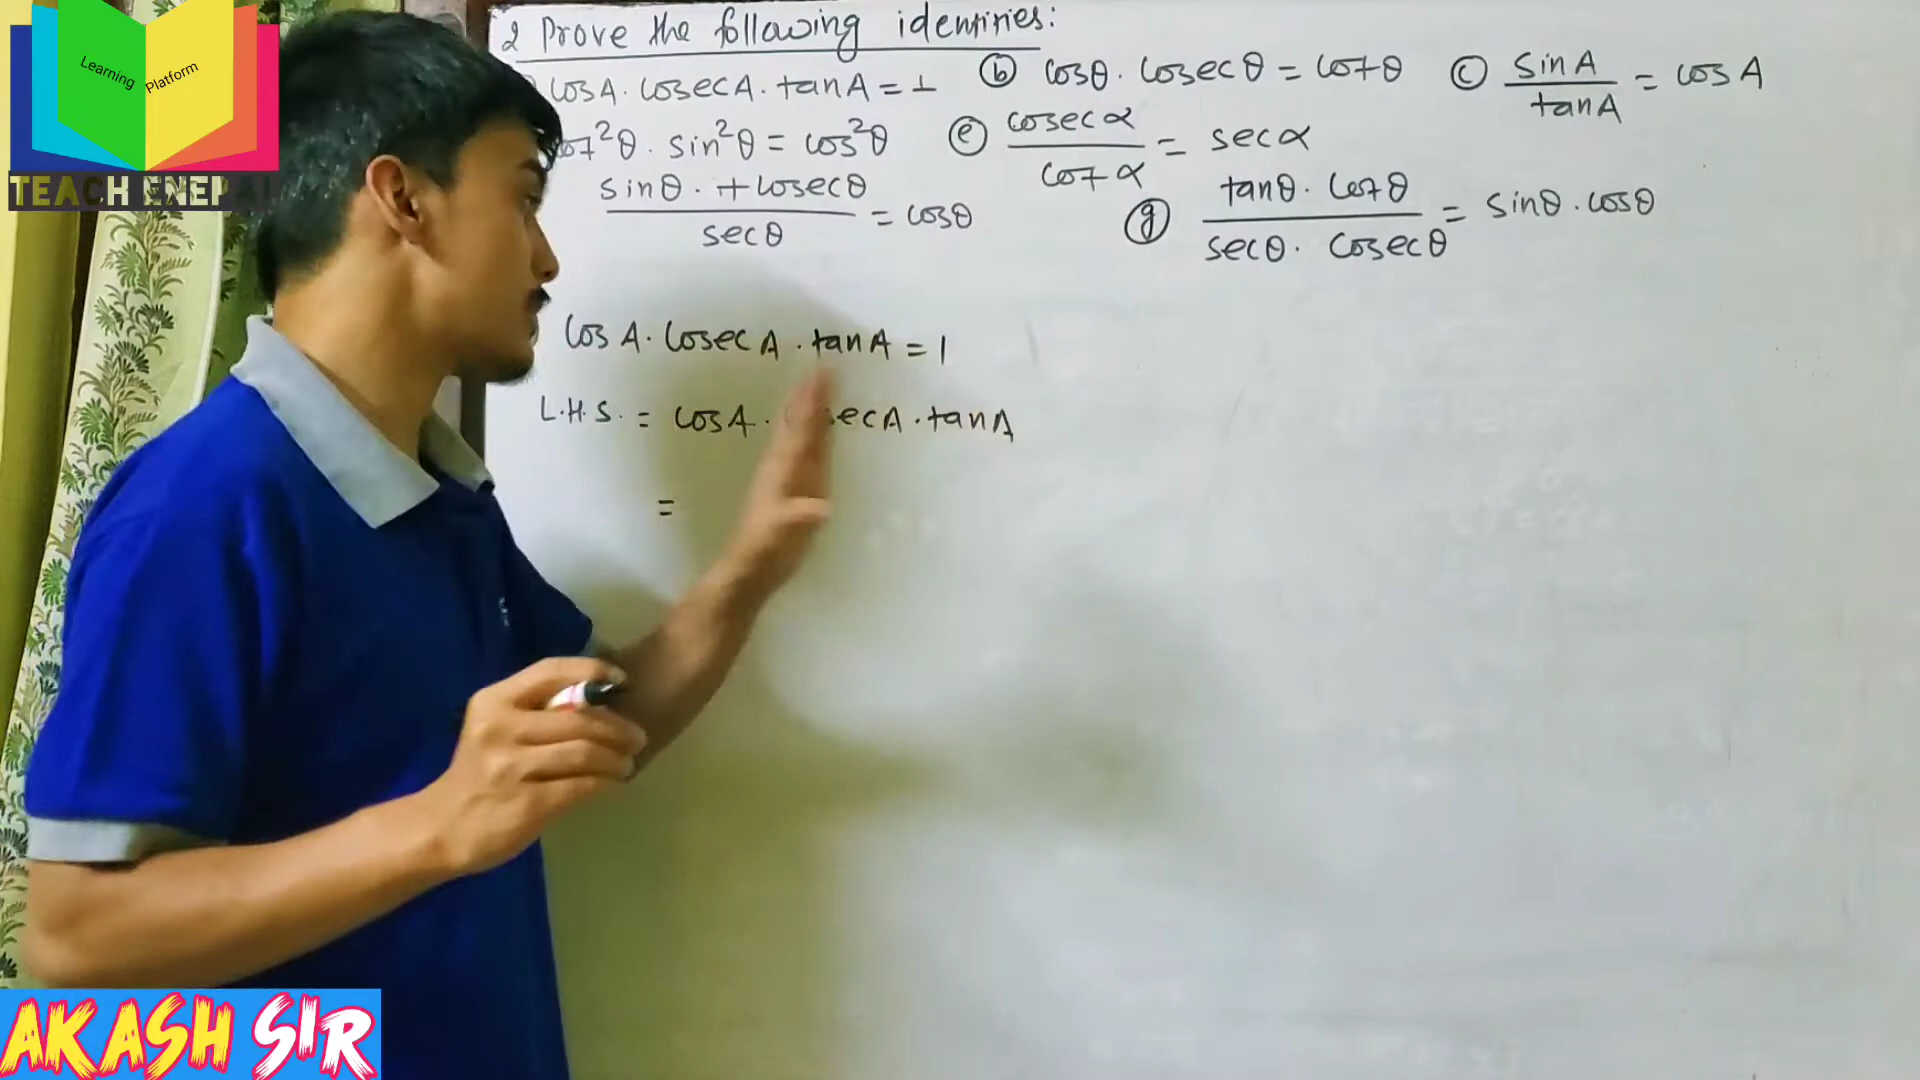 Learning Platform
TEACH ENEPAL
2 Prove the following identities:
cosA. cosecA. tanA = 1
ⓑ cosθ. cosecθ = cotθ
ⓒ sinA / tanA = cosA
cot²θ. sin²θ = cos²θ
ⓔ cosecα / cotα = secα
sinθ. + cosecθ / secθ = cosθ
ⓖ tanθ. cotθ / secθ. cosecθ = sinθ. cosθ
cosA. cosecA. tanA = 1
L.H.S. = cosA. secA. tanA
=
AKASH SIR